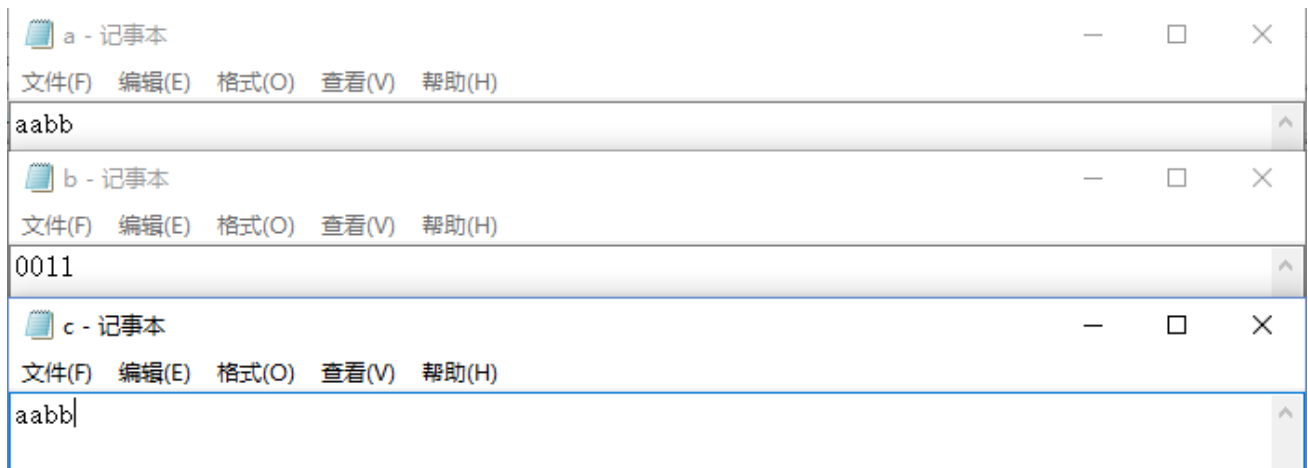 a - 记事本
文件(F) 编辑(E) 格式(O) 查看(V) 帮助(H)
aabb
b - 记事本
文件(F) 编辑(E) 格式(O) 查看(V) 帮助(H)
0011
c - 记事本
文件(F) 编辑(E) 格式(O) 查看(V) 帮助(H)
aabb